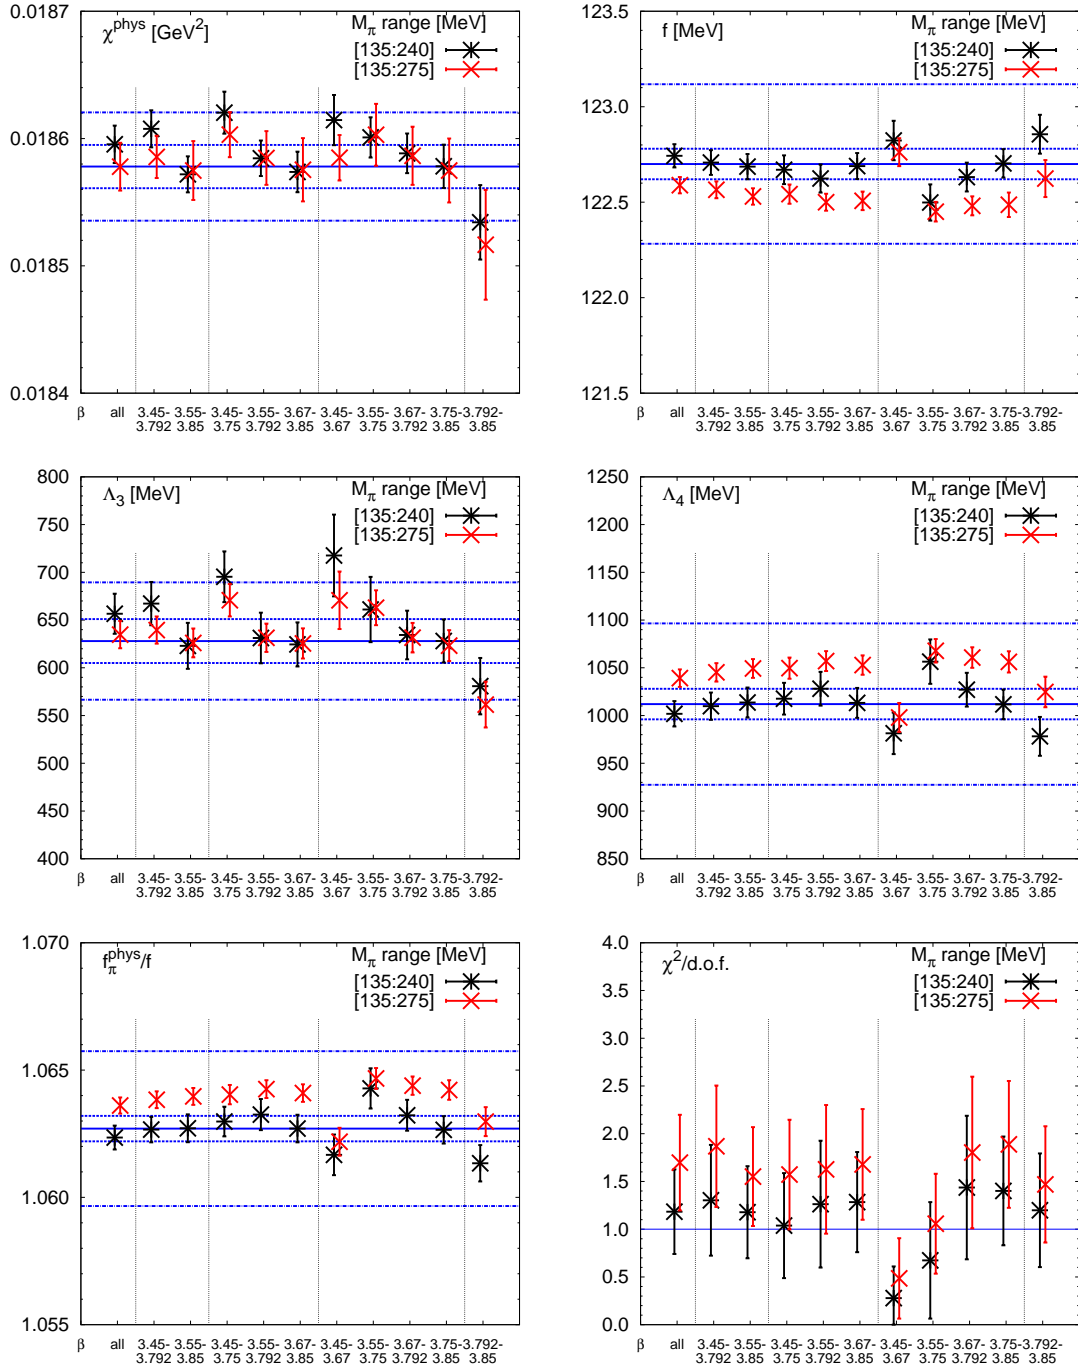 χ^phys [GeV²]
M_π range [MeV]
[135:240]
[135:275]
0.0187
0.0186
0.0185
0.0184
β all 3.45- 3.55- 3.45- 3.55- 3.67- 3.45- 3.55- 3.67- 3.75- 3.792-
3.792 3.85 3.75 3.792 3.85 3.67 3.75 3.792 3.85 3.85
f [MeV]
M_π range [MeV]
[135:240]
[135:275]
123.5
123.0
122.5
122.0
121.5
β all 3.45- 3.55- 3.45- 3.55- 3.67- 3.45- 3.55- 3.67- 3.75- 3.792-
3.792 3.85 3.75 3.792 3.85 3.67 3.75 3.792 3.85 3.85
Λ₃ [MeV]
M_π range [MeV]
[135:240]
[135:275]
800
750
700
650
600
550
500
450
400
β all 3.45- 3.55- 3.45- 3.55- 3.67- 3.45- 3.55- 3.67- 3.75- 3.792-
3.792 3.85 3.75 3.792 3.85 3.67 3.75 3.792 3.85 3.85
Λ₄ [MeV]
M_π range [MeV]
[135:240]
[135:275]
1250
1200
1150
1100
1050
1000
950
900
850
β all 3.45- 3.55- 3.45- 3.55- 3.67- 3.45- 3.55- 3.67- 3.75- 3.792-
3.792 3.85 3.75 3.792 3.85 3.67 3.75 3.792 3.85 3.85
f_π^phys/f
M_π range [MeV]
[135:240]
[135:275]
1.070
1.065
1.060
1.055
β all 3.45- 3.55- 3.45- 3.55- 3.67- 3.45- 3.55- 3.67- 3.75- 3.792-
3.792 3.85 3.75 3.792 3.85 3.67 3.75 3.792 3.85 3.85
χ²/d.o.f.
M_π range [MeV]
[135:240]
[135:275]
4.0
3.5
3.0
2.5
2.0
1.5
1.0
0.5
0.0
β all 3.45- 3.55- 3.45- 3.55- 3.67- 3.45- 3.55- 3.67- 3.75- 3.792-
3.792 3.85 3.75 3.792 3.85 3.67 3.75 3.792 3.85 3.85